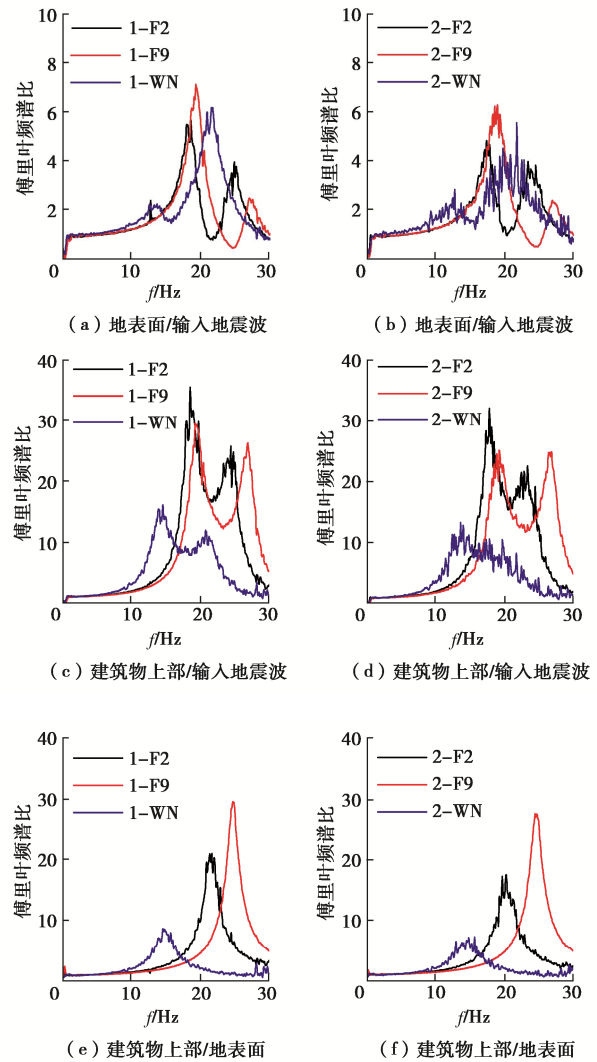 10
8
6
4
2
0
10
20
30
傅里叶频谱比
f/Hz
1-F2
1-F9
1-WN
(a)地表面/输入地震波
10
8
6
4
2
0
10
20
30
傅里叶频谱比
f/Hz
2-F2
2-F9
2-WN
(b)地表面/输入地震波
40
30
20
10
0
10
20
30
傅里叶频谱比
f/Hz
1-F2
1-F9
1-WN
(c)建筑物上部/输入地震波
40
30
20
10
0
10
20
30
傅里叶频谱比
f/Hz
2-F2
2-F9
2-WN
(d)建筑物上部/输入地震波
40
30
20
10
0
10
20
30
傅里叶频谱比
f/Hz
1-F2
1-F9
1-WN
(e)建筑物上部/地表面
40
30
20
10
0
10
20
30
傅里叶频谱比
f/Hz
2-F2
2-F9
2-WN
(f)建筑物上部/地表面